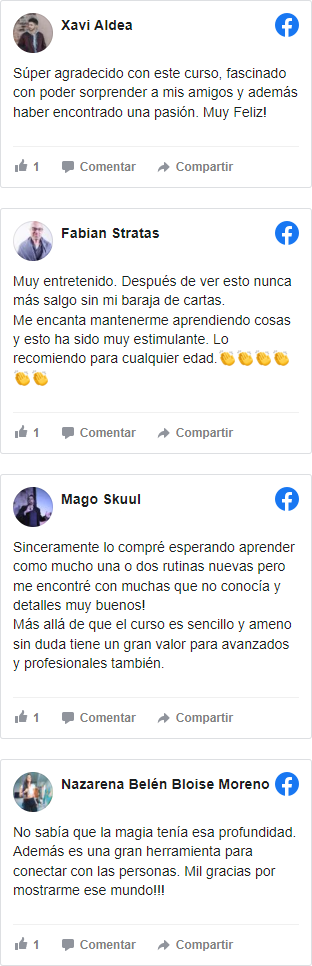 Xavi Aldea
Súper agradecido con este curso, fascinado
con poder sorprender a mis amigos y además
haber encontrado una pasión. Muy Feliz!
1 Comentar Compartir
Fabian Stratas
Muy entretenido. Después de ver esto nunca
más salgo sin mi baraja de cartas.
Me encanta mantenerme aprendiendo cosas
y esto ha sido muy estimulante. Lo
recomiendo para cualquier edad.👏👏👏👏
👏👏
1 Comentar Compartir
Mago Skuul
Sinceramente lo compré esperando aprender
como mucho una o dos rutinas nuevas pero
me encontré con muchas que no conocía y
detalles muy buenos!
Más allá de que el curso es sencillo y ameno
sin duda tiene un gran valor para avanzados
y profesionales también.
1 Comentar Compartir
Nazarena Belén Bloise Moreno
No sabía que la magia tenía esa profundidad.
Además es una gran herramienta para
conectar con las personas. Mil gracias por
mostrarme ese mundo!!!
1 Comentar Compartir